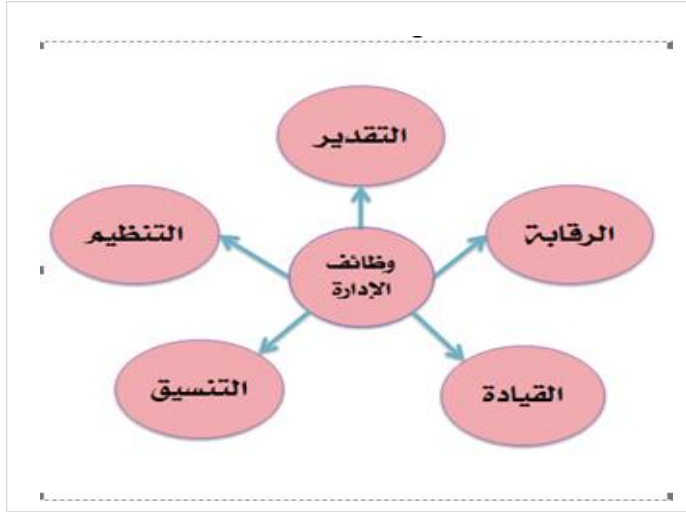 التقدير
الرقابة
التنظيم
وظائف
الإدارة
القيادة
التنسيق